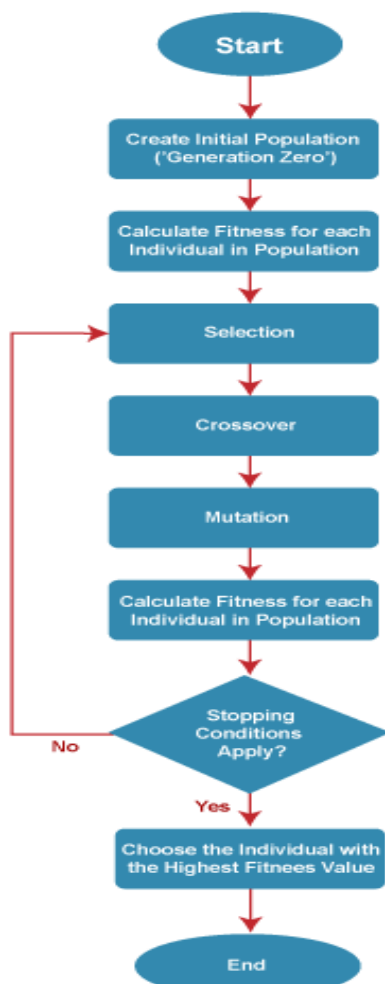 Start
Create Initial Population
("Generation Zero")
Calculate Fitness for each
Individual in Population
Selection
Crossover
Mutation
Calculate Fitness for each
Individual in Population
Stopping
Conditions
Apply?
No
Yes
Choose the Individual with
the Highest Fitnees Value
End